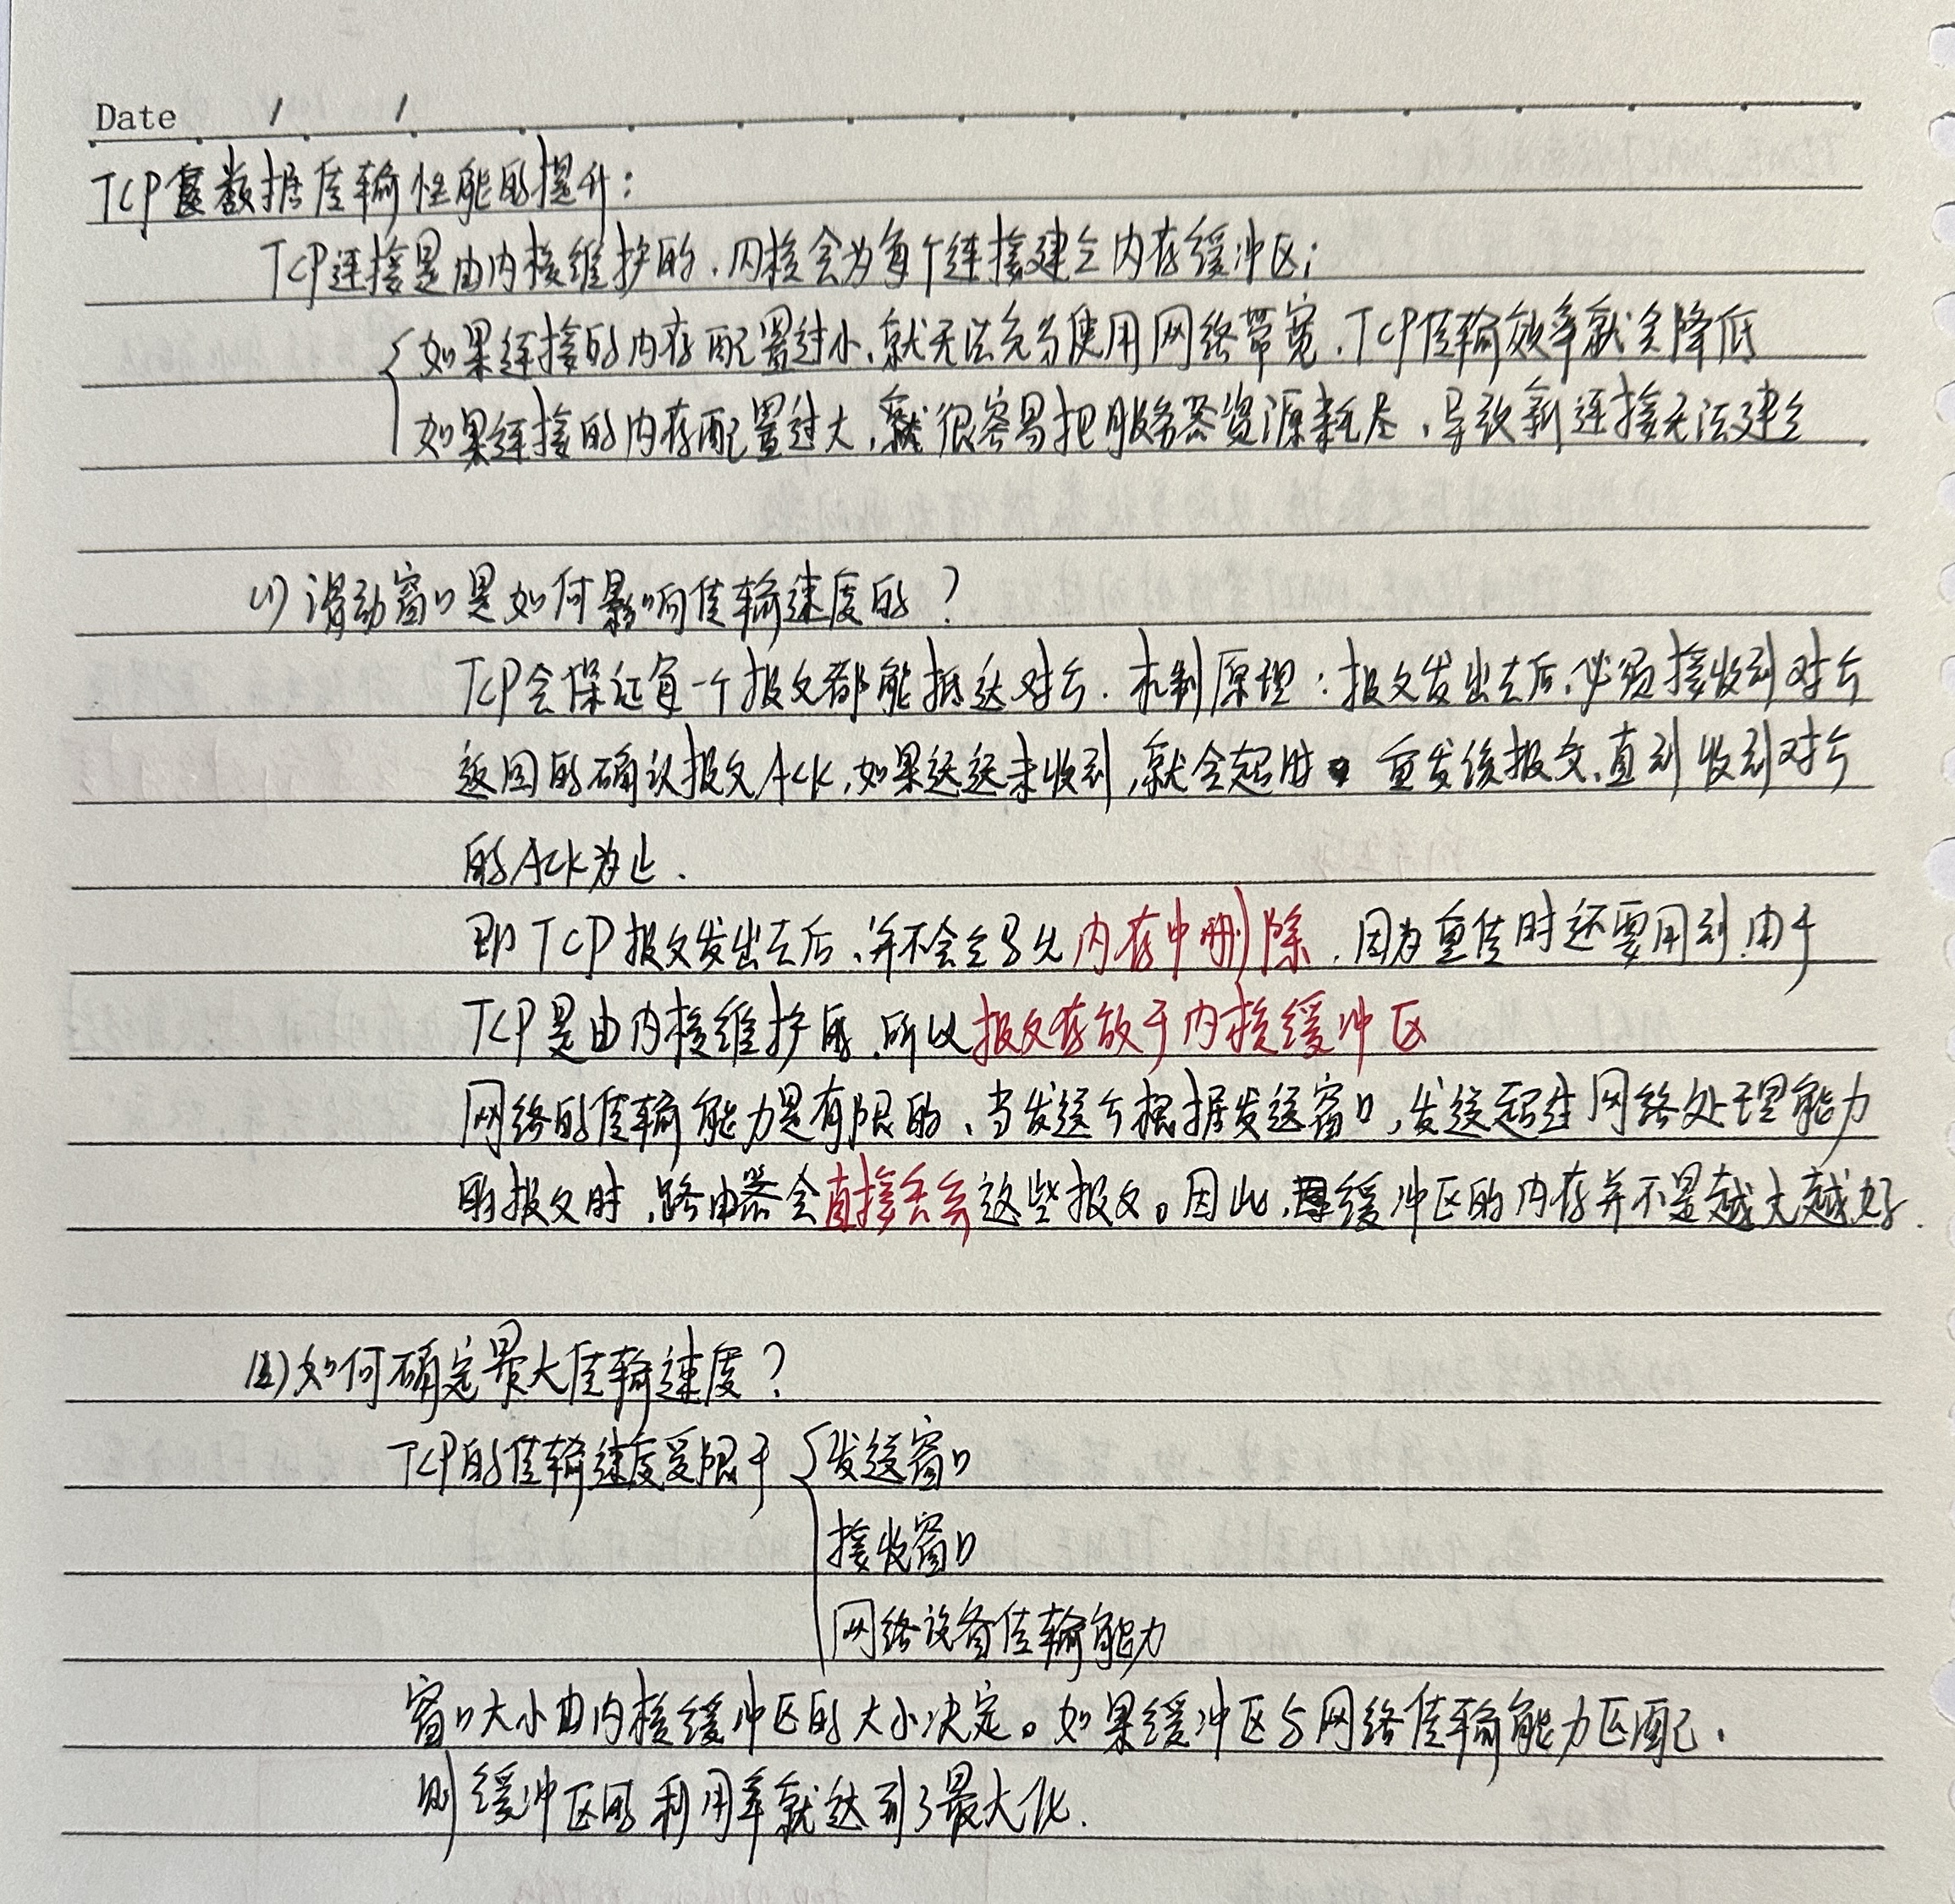 Date / /
TCP数据传输性能的提升:
TCP连接是由内核维护的,内核会为每个连接建立内存缓冲区;
如果连接的内存配置过小,就无法充分使用网络带宽,TCP传输效率就会降低
如果连接的内存配置过大,就很容易把服务器资源耗尽,导致新连接无法建立.
(1)滑动窗口是如何影响传输速度的?
TCP会保证每一个报文都能抵达对方.机制原理:报文发出去后,必须接收到对方
返回的确认报文ACK,如果迟迟未收到,就会超时重发该报文,直到收到对方
的ACK为止.
即TCP报文发出去后,并不会立马从内存中删除,因为重传时还要用到.由于
TCP是由内核维护的,所以报文存放于内核缓冲区
网络的传输能力是有限的,当发送方根据发送窗口,发送超过网络处理能力
的报文时,路由器会直接丢弃这些报文。因此,缓冲区的内存并不是越大越好.
(2)如何确定最大传输速度?
TCP的传输速度受限于
发送窗口
接收窗口
网络设备传输能力
窗口大小由内核缓冲区的大小决定。如果缓冲区与网络传输能力匹配,
则缓冲区的利用率就达到了最大化.